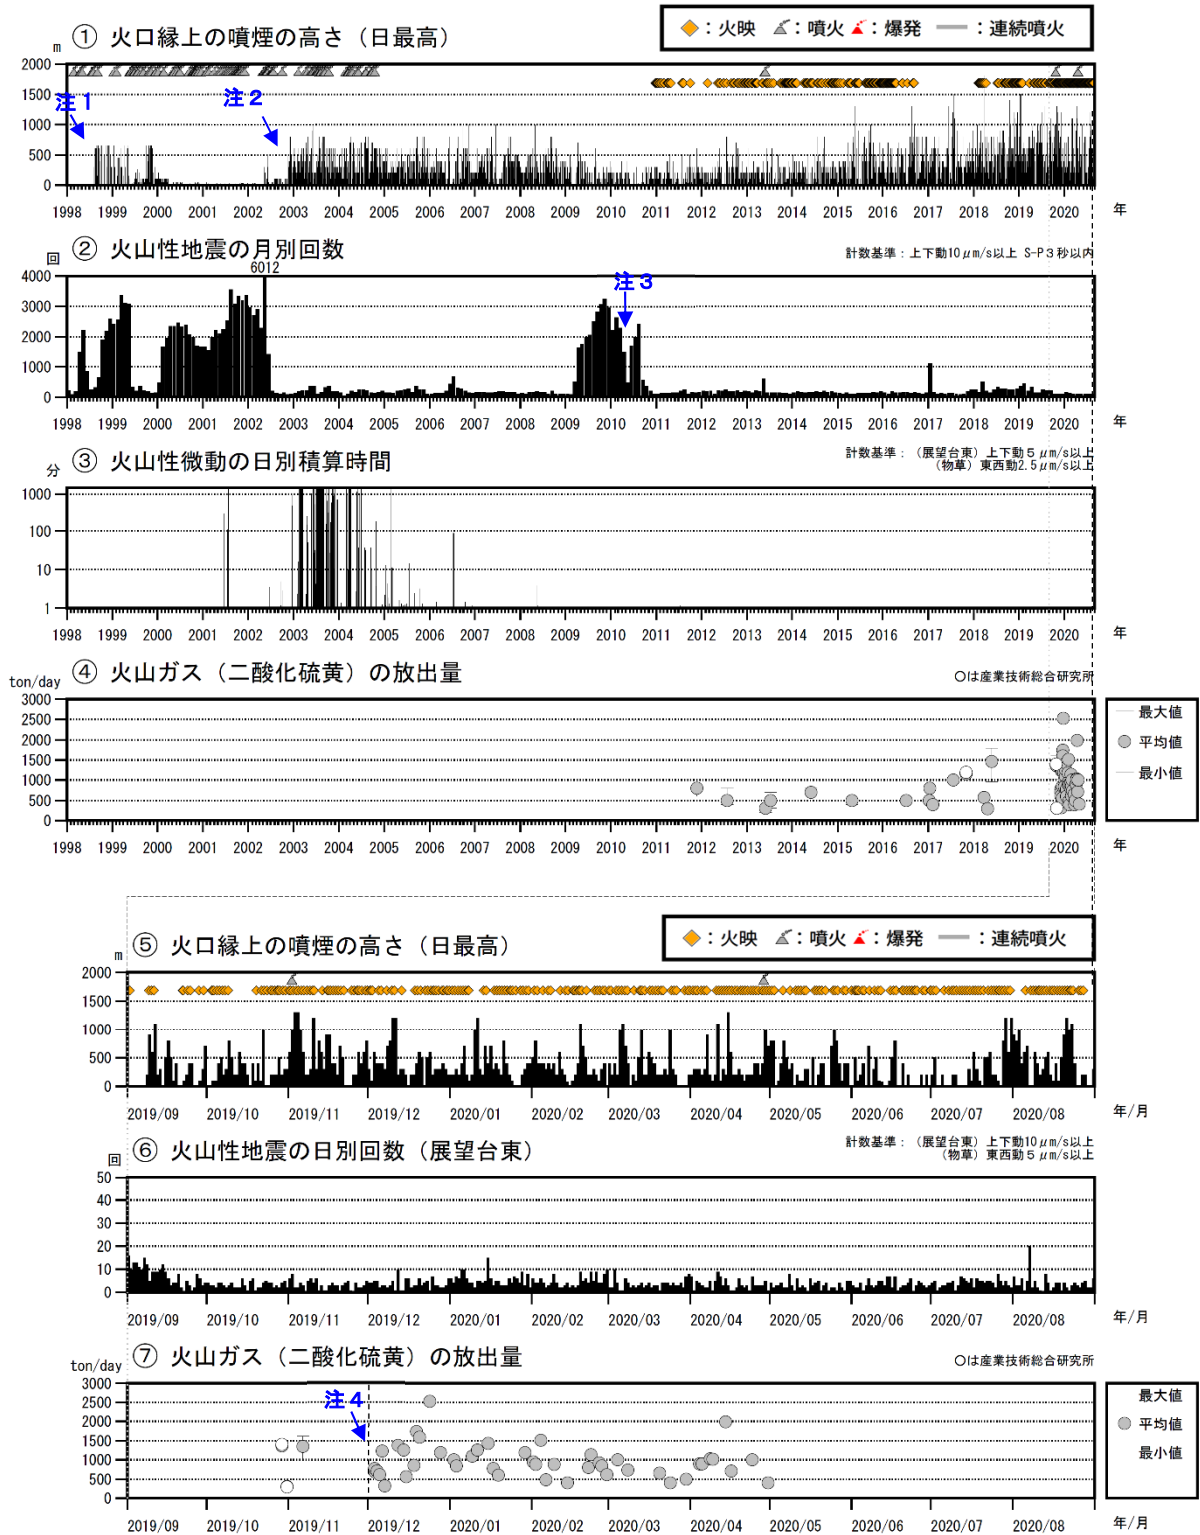 ① 火口縁上の噴煙の高さ（日最高）
◆：火映 ：噴火 ：爆発 ━：連続噴火
m
2000
1500
1000
500
0
注１
注２
1998 1999 2000 2001 2002 2003 2004 2005 2006 2007 2008 2009 2010 2011 2012 2013 2014 2015 2016 2017 2018 2019 2020 年
② 火山性地震の月別回数
計数基準：上下動10μm/s以上 S-P３秒以内
回
6012
4000
3000
2000
1000
0
注３
1998 1999 2000 2001 2002 2003 2004 2005 2006 2007 2008 2009 2010 2011 2012 2013 2014 2015 2016 2017 2018 2019 2020 年
③ 火山性微動の日別積算時間
計数基準：（展望台東）上下動５μm/s以上
（物草）東西動2.5μm/s以上
分
1000
100
10
1
1998 1999 2000 2001 2002 2003 2004 2005 2006 2007 2008 2009 2010 2011 2012 2013 2014 2015 2016 2017 2018 2019 2020 年
④ 火山ガス（二酸化硫黄）の放出量
○は産業技術総合研究所
ton/day
3000
2500
2000
1500
1000
500
0
最大値
平均値
最小値
1998 1999 2000 2001 2002 2003 2004 2005 2006 2007 2008 2009 2010 2011 2012 2013 2014 2015 2016 2017 2018 2019 2020 年
⑤ 火口縁上の噴煙の高さ（日最高）
◆：火映 ：噴火 ：爆発 ━：連続噴火
m
2000
1500
1000
500
0
2019/09 2019/10 2019/11 2019/12 2020/01 2020/02 2020/03 2020/04 2020/05 2020/06 2020/07 2020/08 年/月
⑥ 火山性地震の日別回数（展望台東）
計数基準：（展望台東）上下動10μm/s以上
（物草）東西動５μm/s以上
回
50
40
30
20
10
0
2019/09 2019/10 2019/11 2019/12 2020/01 2020/02 2020/03 2020/04 2020/05 2020/06 2020/07 2020/08 年/月
⑦ 火山ガス（二酸化硫黄）の放出量
○は産業技術総合研究所
ton/day
3000
2500
2000
1500
1000
500
0
注４
最大値
平均値
最小値
2019/09 2019/10 2019/11 2019/12 2020/01 2020/02 2020/03 2020/04 2020/05 2020/06 2020/07 2020/08 年/月